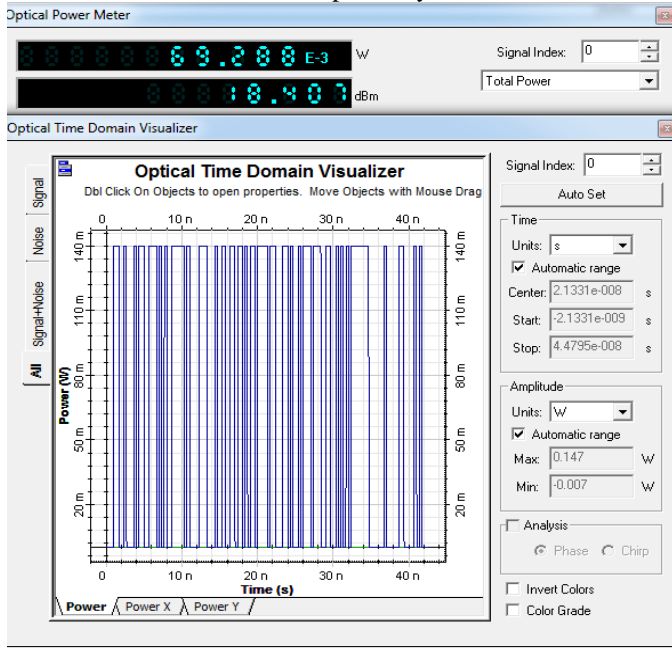 Optical Power Meter
69.288 E-3 W
Signal Index: 0
Total Power
18.407 dBm
Optical Time Domain Visualizer
Signal
Noise
Signal+Noise
All
Optical Time Domain Visualizer
Dbl Click On Objects to open properties. Move Objects with Mouse Drag
0 10 n 20 n 30 n 40 n
140 m 140 m
110 m 110 m
80 m 80 m
50 m 50 m
20 m 20 m
Power (W)
0 10 n 20 n 30 n 40 n
Time (s)
Power Power X Power Y
Signal Index: 0
Auto Set
Time
Units: s
Automatic range
Center: 2.1331e-008 s
Start: -2.1331e-009 s
Stop: 4.4795e-008 s
Amplitude
Units: W
Automatic range
Max: 0.147 W
Min: -0.007 W
Analysis
Phase Chirp
Invert Colors
Color Grade